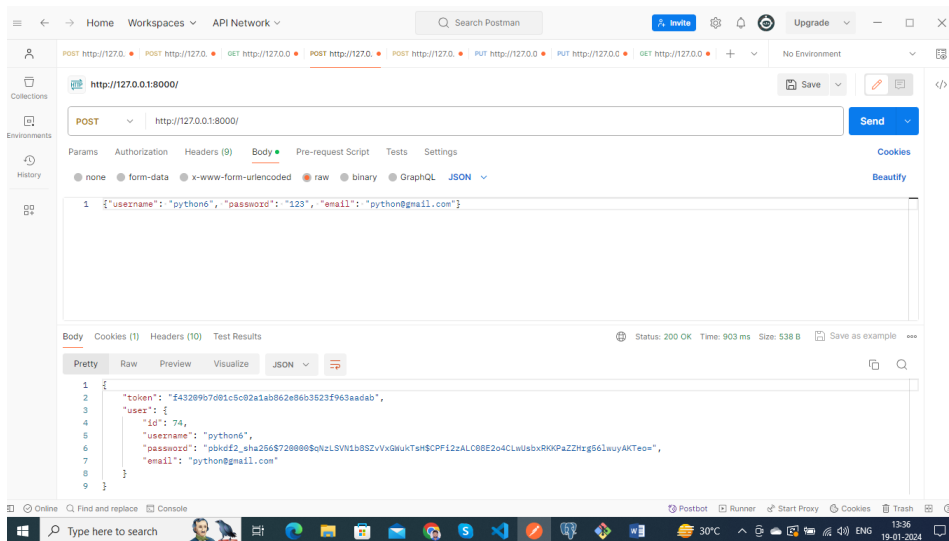 Home Workspaces API Network Search Postman Invite Upgrade
POST http://127.0. POST http://127.0. GET http://127.0.0 POST http://127.0. POST http://127.0. PUT http://127.0.0 PUT http://127.0.0 GET http://127.0.0 No Environment
HTTP http://127.0.0.1:8000/ Save
Collections
POST http://127.0.0.1:8000/ Send
Environments
Params Authorization Headers (9) Body Pre-request Script Tests Settings Cookies
History
none form-data x-www-form-urlencoded raw binary GraphQL JSON Beautify
1 {"username": "python6", "password": "123", "email": "python@gmail.com"}
Body Cookies (1) Headers (10) Test Results Status: 200 OK Time: 903 ms Size: 538 B Save as example
Pretty Raw Preview Visualize JSON
1 {
2 "token": "f43209b7d01c5c02a1ab862e86b3523f963aadab",
3 "user": {
4 "id": 74,
5 "username": "python6",
6 "password": "pbkdf2_sha256$720000$qNzLSVN1b8SZvVxGWukTsH$CPFi2zALC08E2o4CLwUsbxRKKPaZZHrg56lwuyAKTeo=",
7 "email": "python@gmail.com"
8 }
9 }
Online Find and replace Console Postbot Runner Start Proxy Cookies Trash
Type here to search 30°C ENG 13:36
19-01-2024